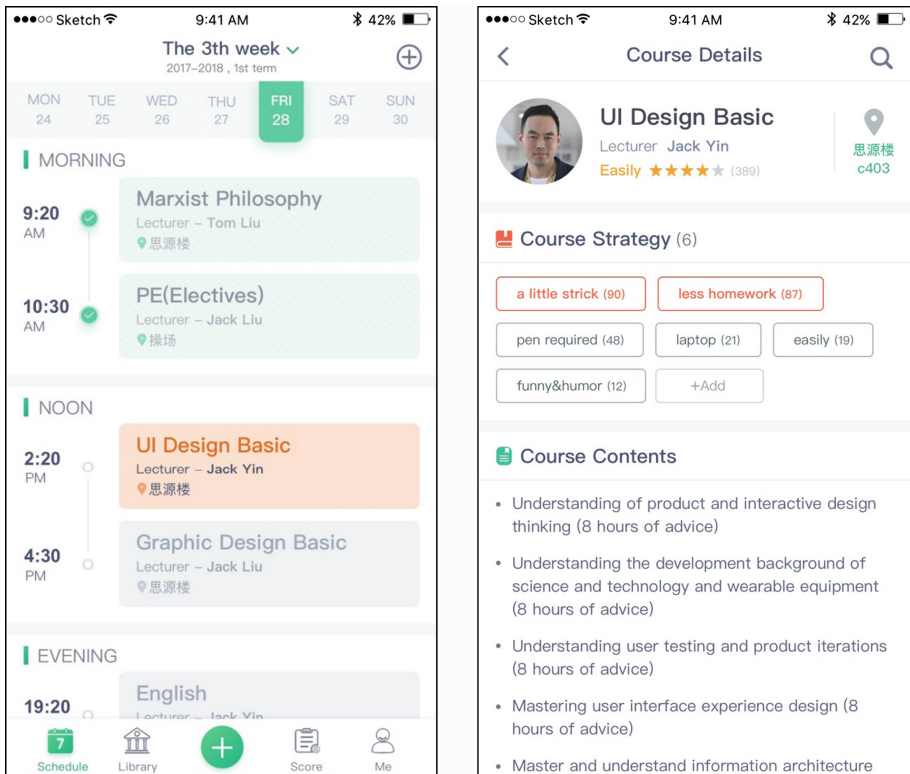 Sketch 9:41 AM 42%
The 3th week
2017-2018 , 1st term
MON TUE WED THU FRI SAT SUN
24 25 26 27 28 29 30
MORNING
9:20
AM
Marxist Philosophy
Lecturer – Tom Liu
思源楼
10:30
AM
PE(Electives)
Lecturer – Jack Liu
操场
NOON
2:20
PM
UI Design Basic
Lecturer – Jack Yin
思源楼
4:30
PM
Graphic Design Basic
Lecturer – Jack Liu
思源楼
EVENING
19:20
English
Lecturer – Jack Yin
7
Schedule Library Score Me
Sketch 9:41 AM 42%
Course Details
UI Design Basic
Lecturer Jack Yin
Easily (389)
思源楼
c403
Course Strategy (6)
a little strick (90) less homework (87)
pen required (48) laptop (21) easily (19)
funny&humor (12) +Add
Course Contents
• Understanding of product and interactive design
thinking (8 hours of advice)
• Understanding the development background of
science and technology and wearable equipment
(8 hours of advice)
• Understanding user testing and product iterations
(8 hours of advice)
• Mastering user interface experience design (8
hours of advice)
• Master and understand information architecture